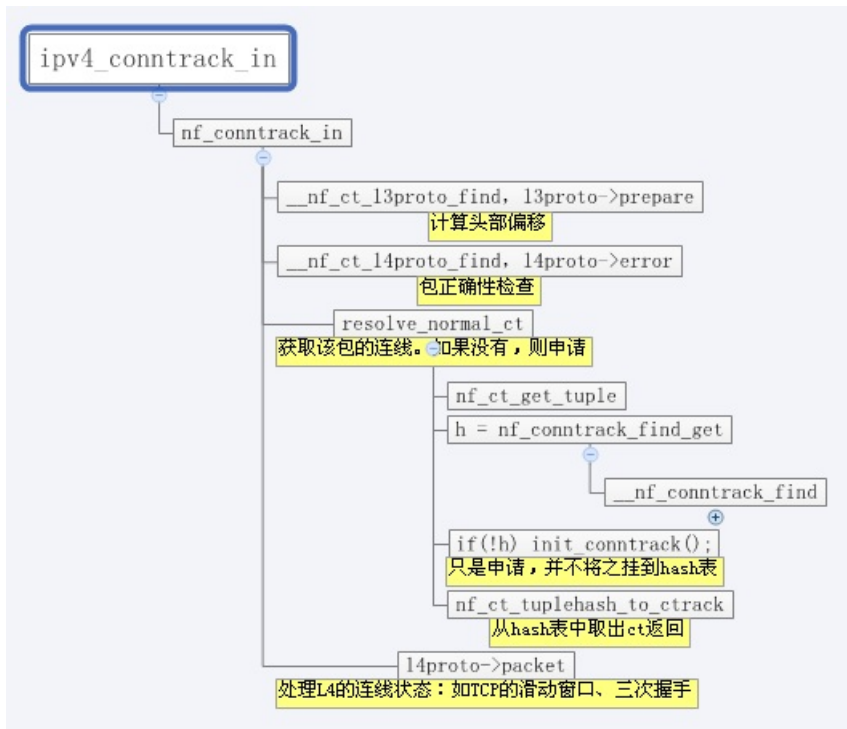 ipv4_conntrack_in
nf_conntrack_in
__nf_ct_l3proto_find, l3proto->prepare
计算头部偏移
__nf_ct_l4proto_find, l4proto->error
包正确性检查
resolve_normal_ct
获取该包的连线。如果没有，则申请
nf_ct_get_tuple
h = nf_conntrack_find_get
__nf_conntrack_find
if(!h) init_conntrack();
只是申请，并不将之挂到hash表
nf_ct_tuplehash_to_ctrack
从hash表中取出ct返回
l4proto->packet
处理L4的连线状态：如TCP的滑动窗口、三次握手